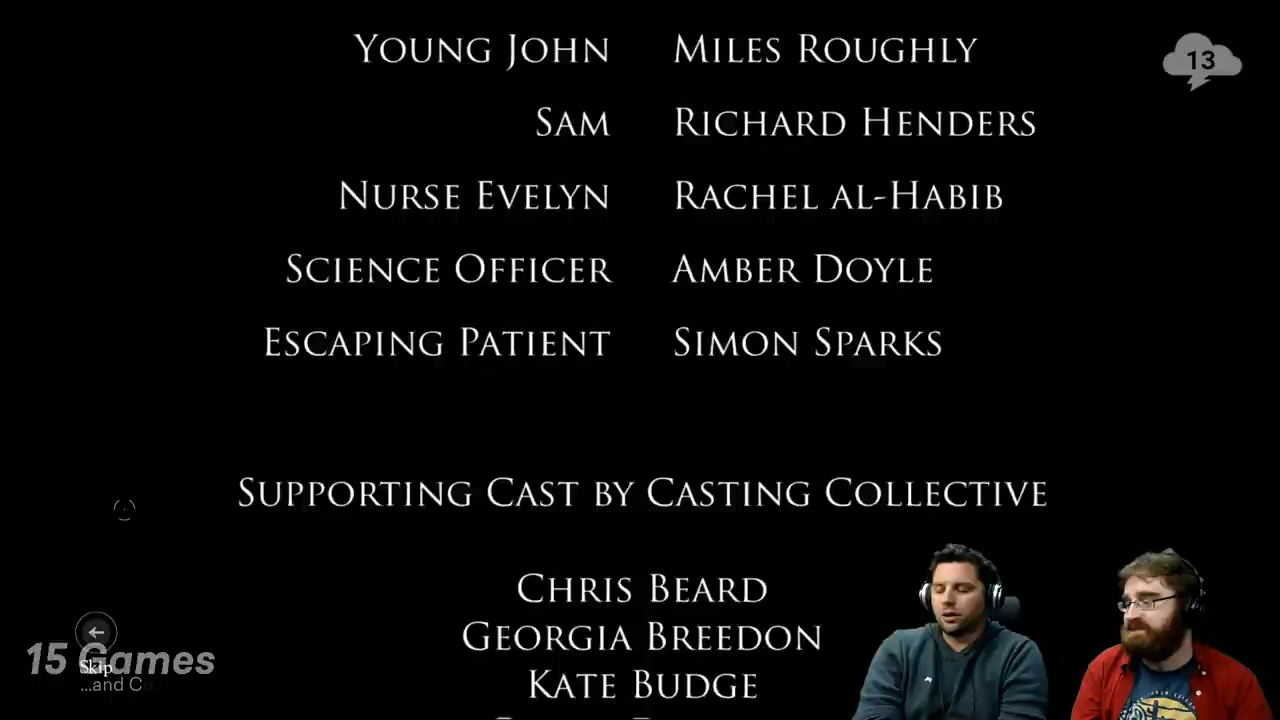 YOUNG JOHN MILES ROUGHLY
13
SAM RICHARD HENDERS
NURSE EVELYN RACHEL AL-HABIB
SCIENCE OFFICER AMBER DOYLE
ESCAPING PATIENT SIMON SPARKS
SUPPORTING CAST BY CASTING COLLECTIVE
CHRIS BEARD
GEORGIA BREEDON
KATE BUDGE
15 Games
Skip
...and C